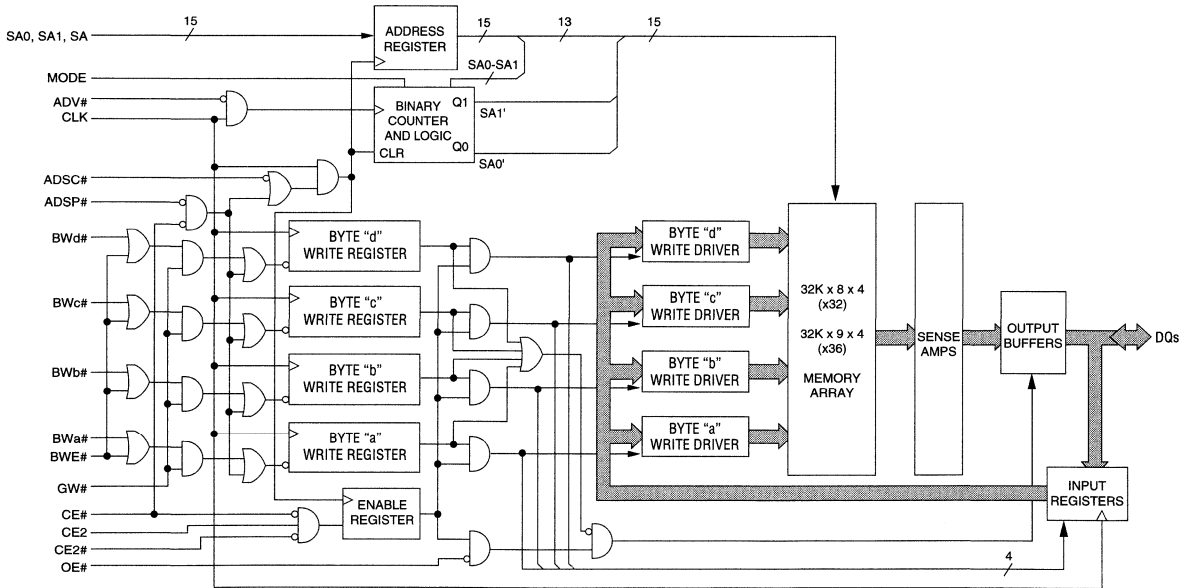 15
15
13
15
SA0, SA1, SA
ADDRESS
REGISTER
SA0-SA1
MODE
ADV#
CLK
BINARY
COUNTER
AND LOGIC
Q1
SA1'
Q0
CLR
SA0'
ADSC#
ADSP#
BWd#
BYTE "d"
WRITE REGISTER
BYTE "d"
WRITE DRIVER
BWc#
BYTE "c"
WRITE REGISTER
BYTE "c"
WRITE DRIVER
32K x 8 x 4
(x32)
32K x 9 x 4
(x36)
MEMORY
ARRAY
SENSE
AMPS
OUTPUT
BUFFERS
DQs
BWb#
BYTE "b"
WRITE REGISTER
BYTE "b"
WRITE DRIVER
BWa#
BWE#
BYTE "a"
WRITE REGISTER
BYTE "a"
WRITE DRIVER
GW#
CE#
CE2
CE2#
OE#
ENABLE
REGISTER
INPUT
REGISTERS
4